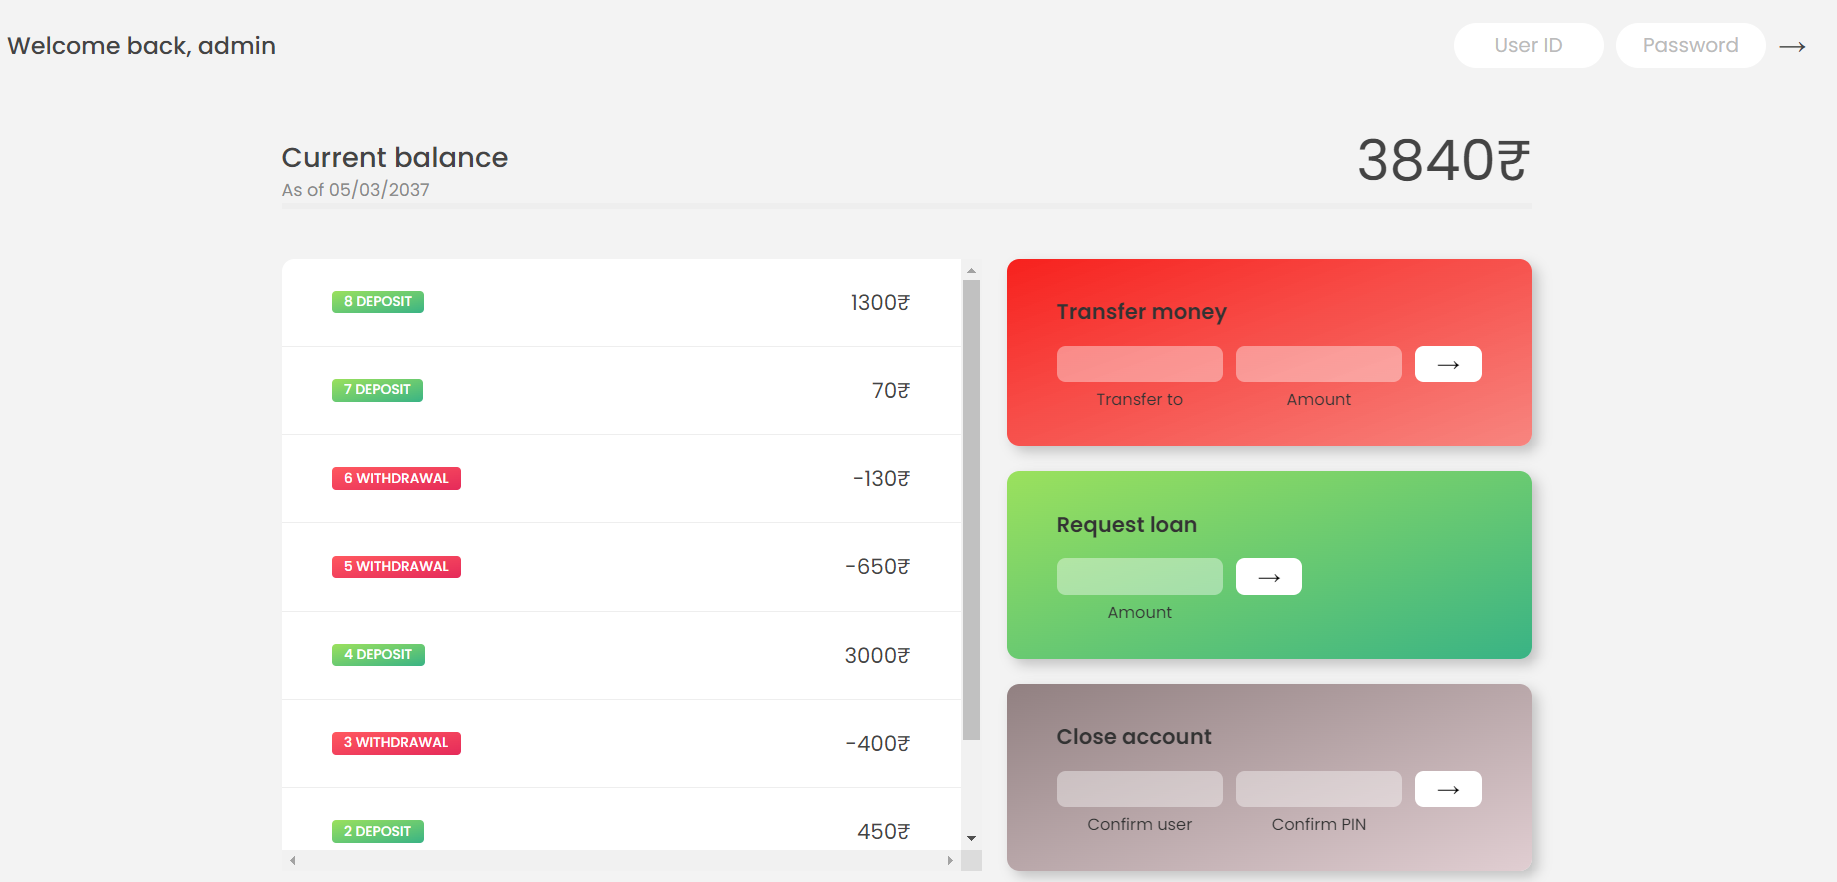 Welcome back, admin
User ID
Password
→
Current balance
As of 05/03/2037
3840₹
8 DEPOSIT
1300₹
7 DEPOSIT
70₹
6 WITHDRAWAL
-130₹
5 WITHDRAWAL
-650₹
4 DEPOSIT
3000₹
3 WITHDRAWAL
-400₹
2 DEPOSIT
450₹
Transfer money
→
Transfer to
Amount
Request loan
→
Amount
Close account
→
Confirm user
Confirm PIN